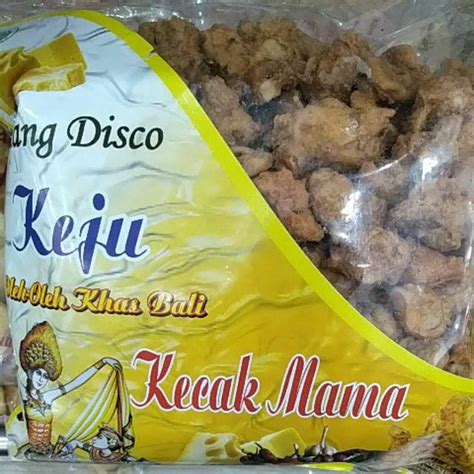 ang Disco
Keju
Oleh-Oleh Khas Bali
Kecak Mama